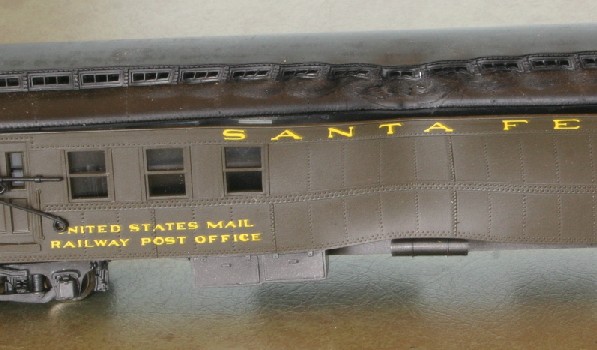 SANTA FE
UNITED STATES MAIL
RAILWAY POST OFFICE